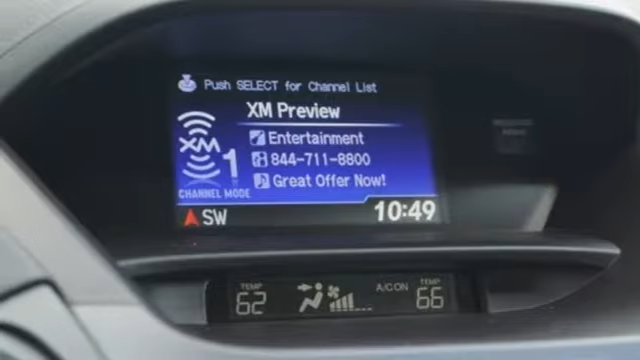 Push SELECT for Channel List
XM Preview
Entertainment
XM 1
844-711-8800
Great Offer Now!
CHANNEL MODE
SW 10:49
TEMP 62 A/C ON TEMP 66